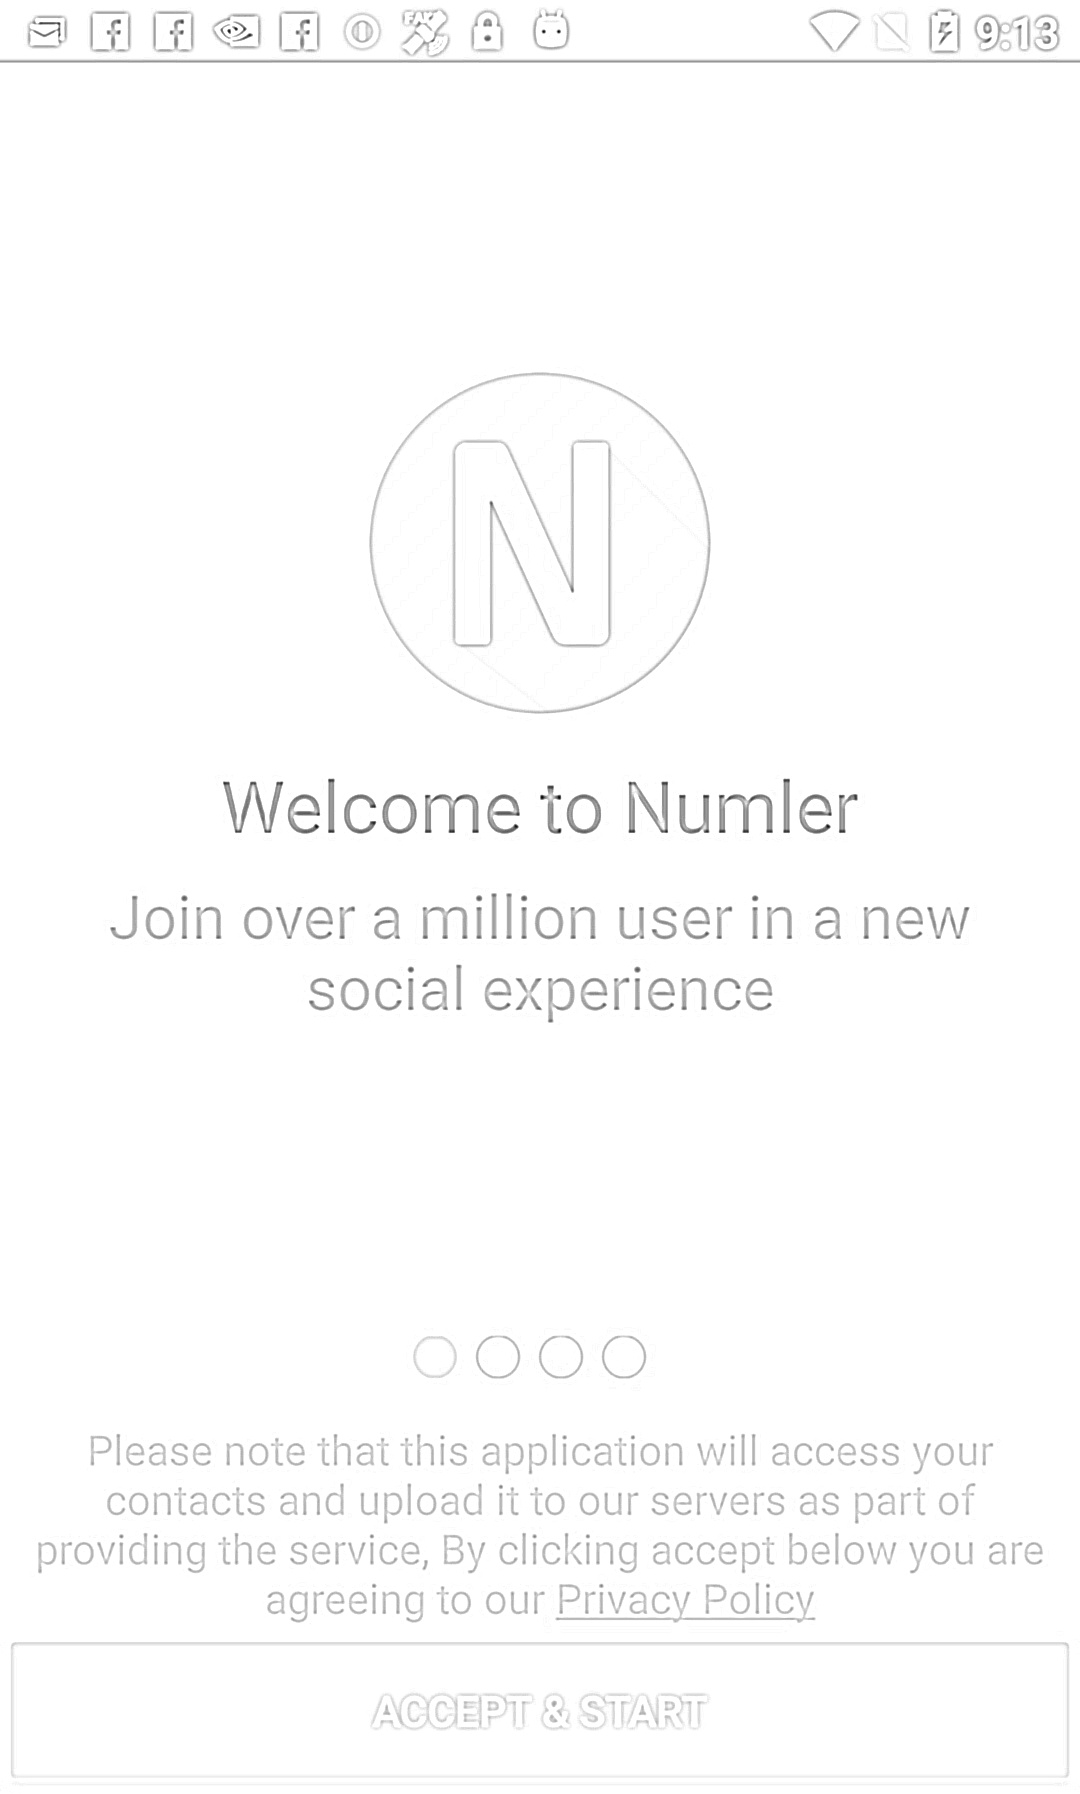 9:13
N
Welcome to Numler
Join over a million user in a new
social experience
Please note that this application will access your
contacts and upload it to our servers as part of
providing the service, By clicking accept below you are
agreeing to our Privacy Policy
ACCEPT & START